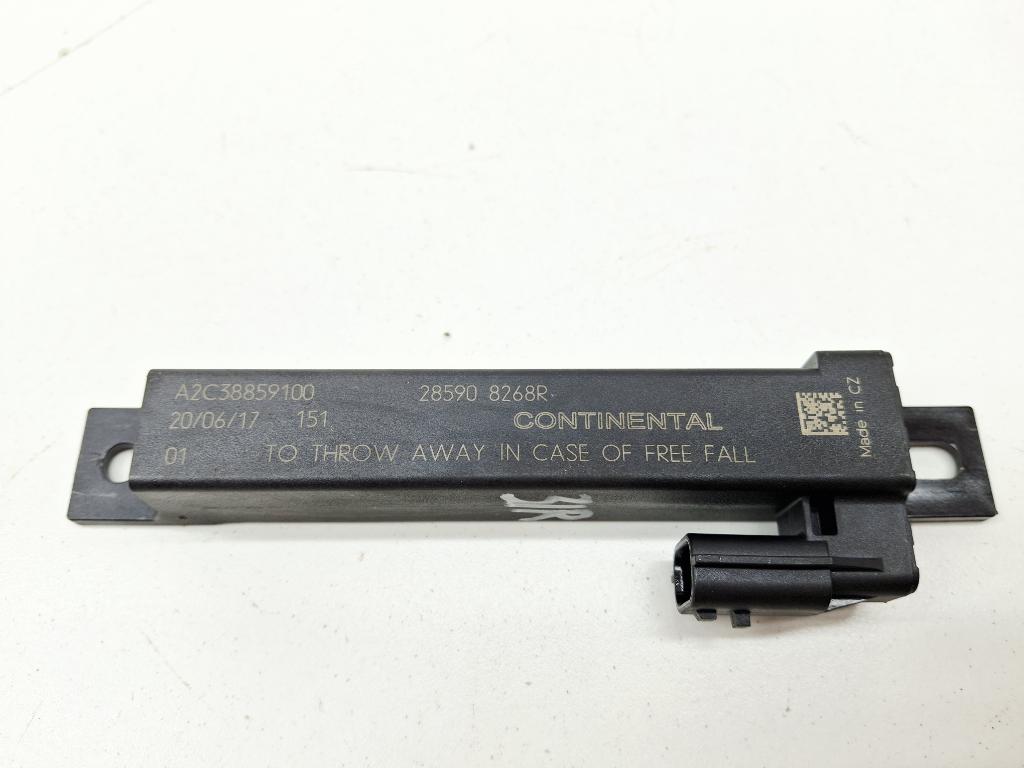 A2C38859100 28590 8268R
20/06/17 151 CONTINENTAL
01 TO THROW AWAY IN CASE OF FREE FALL
Made in CZ